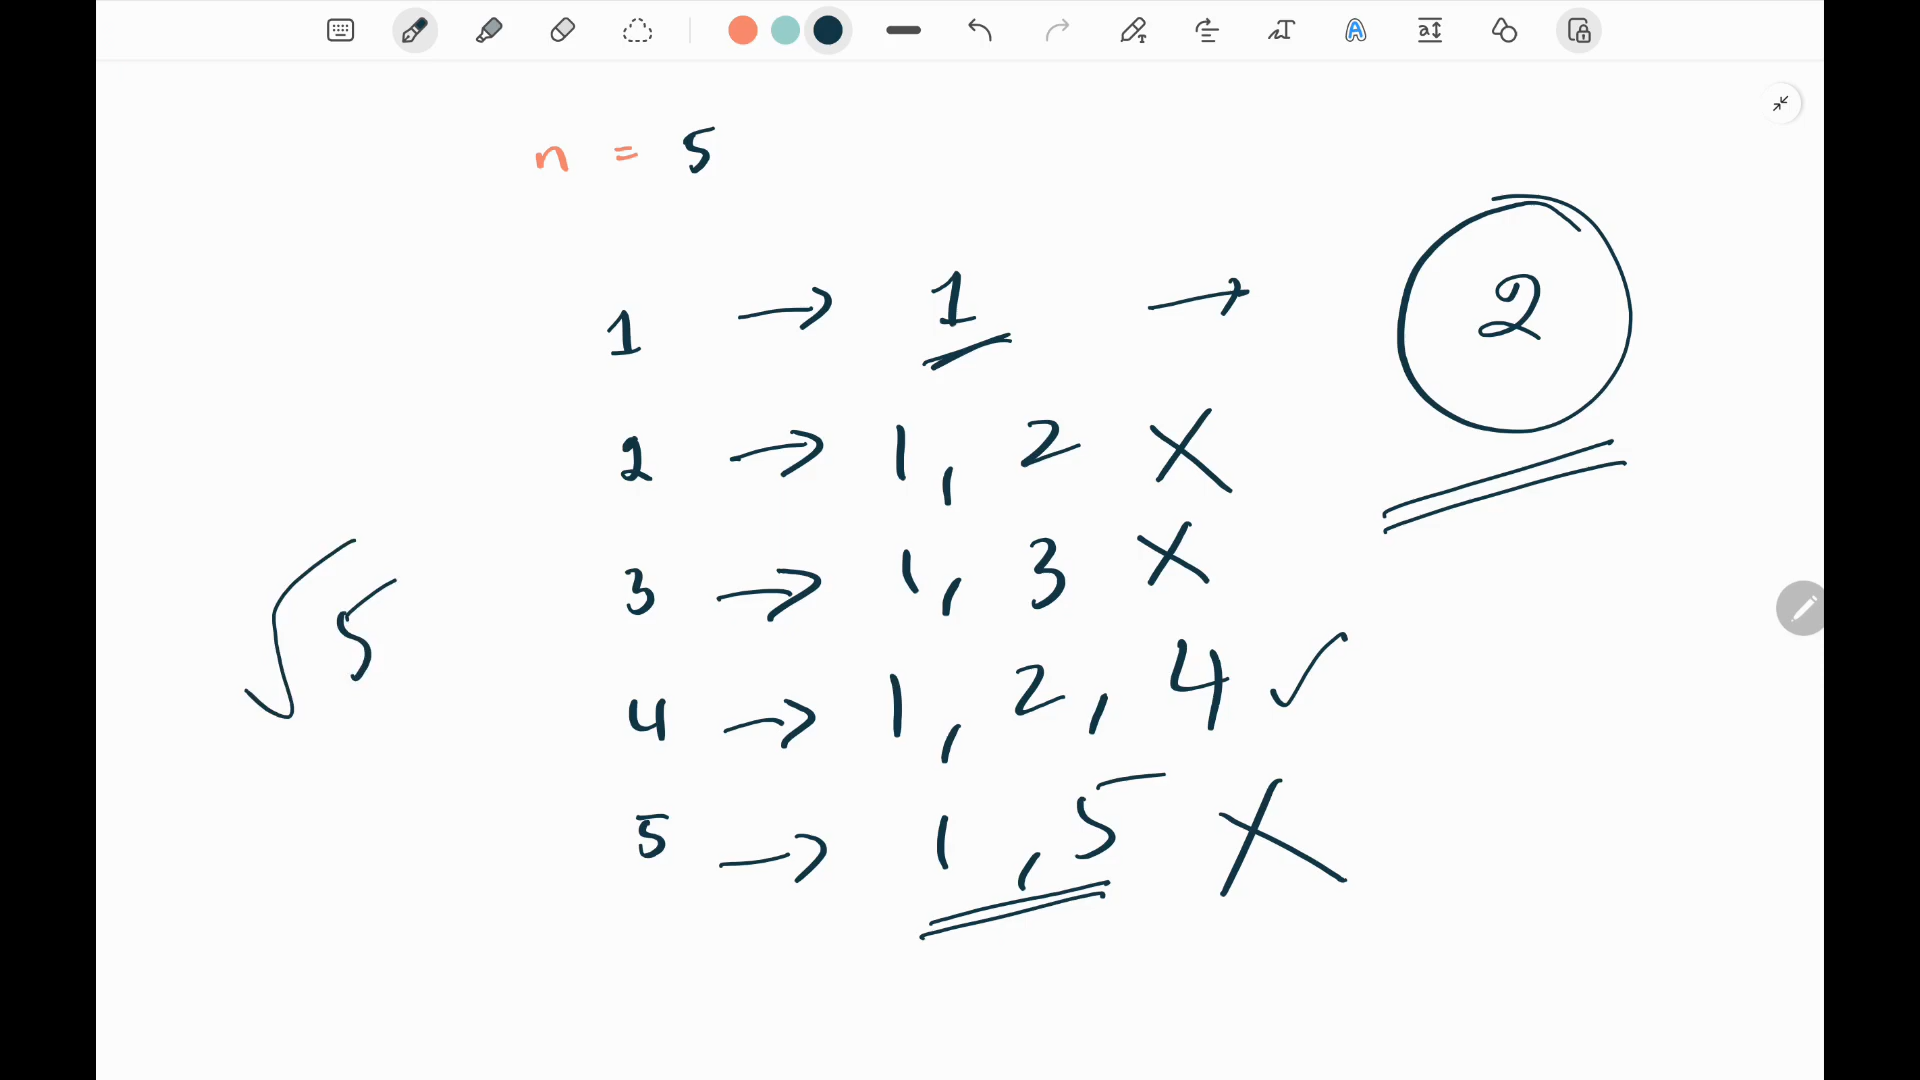 n = 5
1 → 1 → 2
2 → 1, 2 X
3 → 1, 3 X
4 → 1, 2, 4 ✓
5 → 1, 5 X
√5